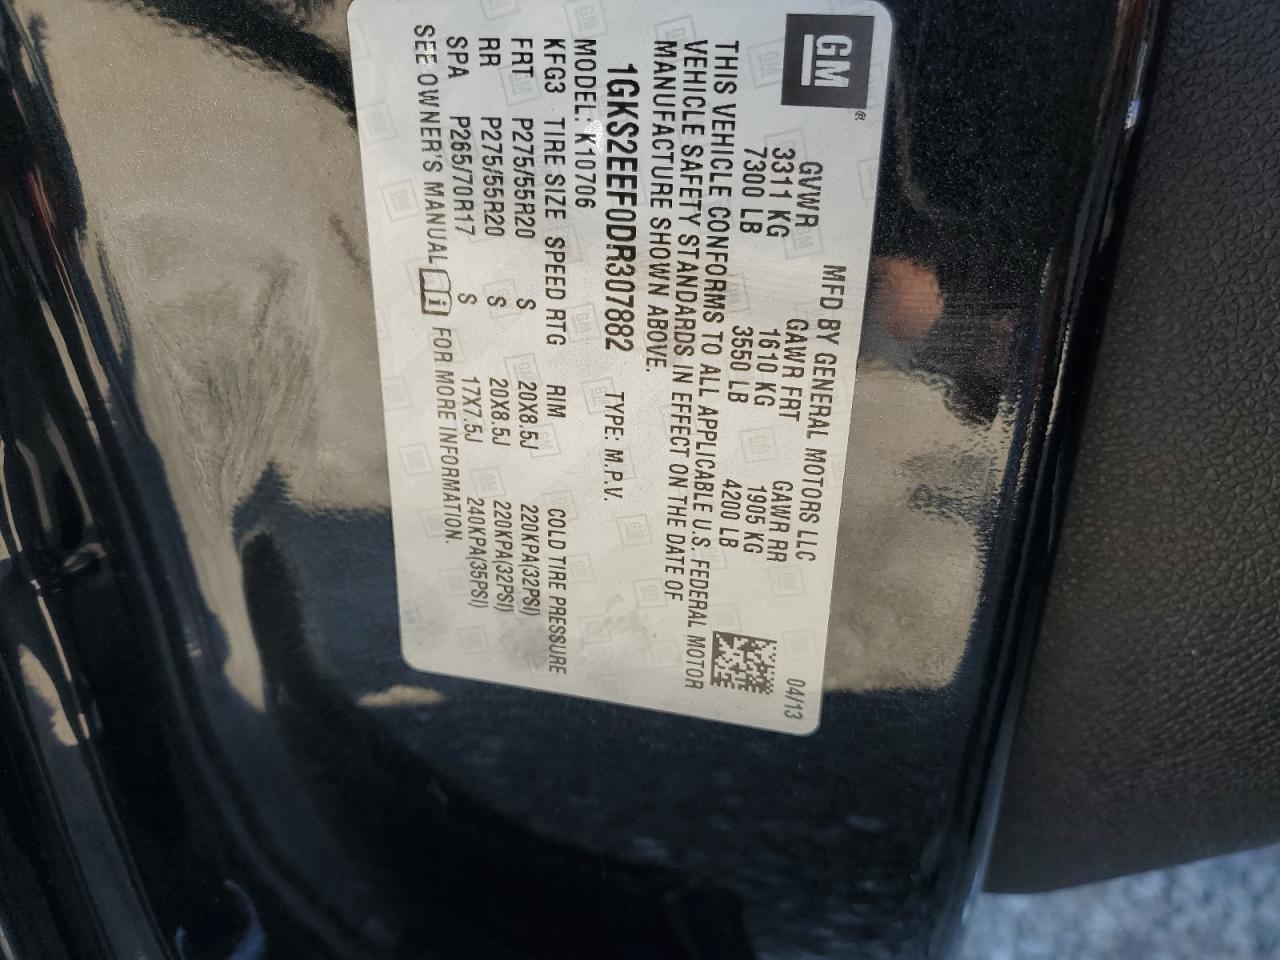 GM®
MFD BY GENERAL MOTORS LLC 04/13
GVWR GAWR FRT GAWR RR
3311 KG 1610 KG 1905 KG
7300 LB 3550 LB 4200 LB
THIS VEHICLE CONFORMS TO ALL APPLICABLE U.S. FEDERAL MOTOR
VEHICLE SAFETY STANDARDS IN EFFECT ON THE DATE OF
MANUFACTURE SHOWN ABOVE.
1GKS2EEF0DR307882 TYPE: M.P.V.
MODEL: K10706
KFG3 TIRE SIZE SPEED RTG RIM COLD TIRE PRESSURE
FRT P275/55R20 S 20X8.5J 220KPA(32PSI)
RR P275/55R20 S 20X8.5J 220KPA(32PSI)
SPA P265/70R17 S 17X7.5J 240KPA(35PSI)
SEE OWNER'S MANUAL i FOR MORE INFORMATION.